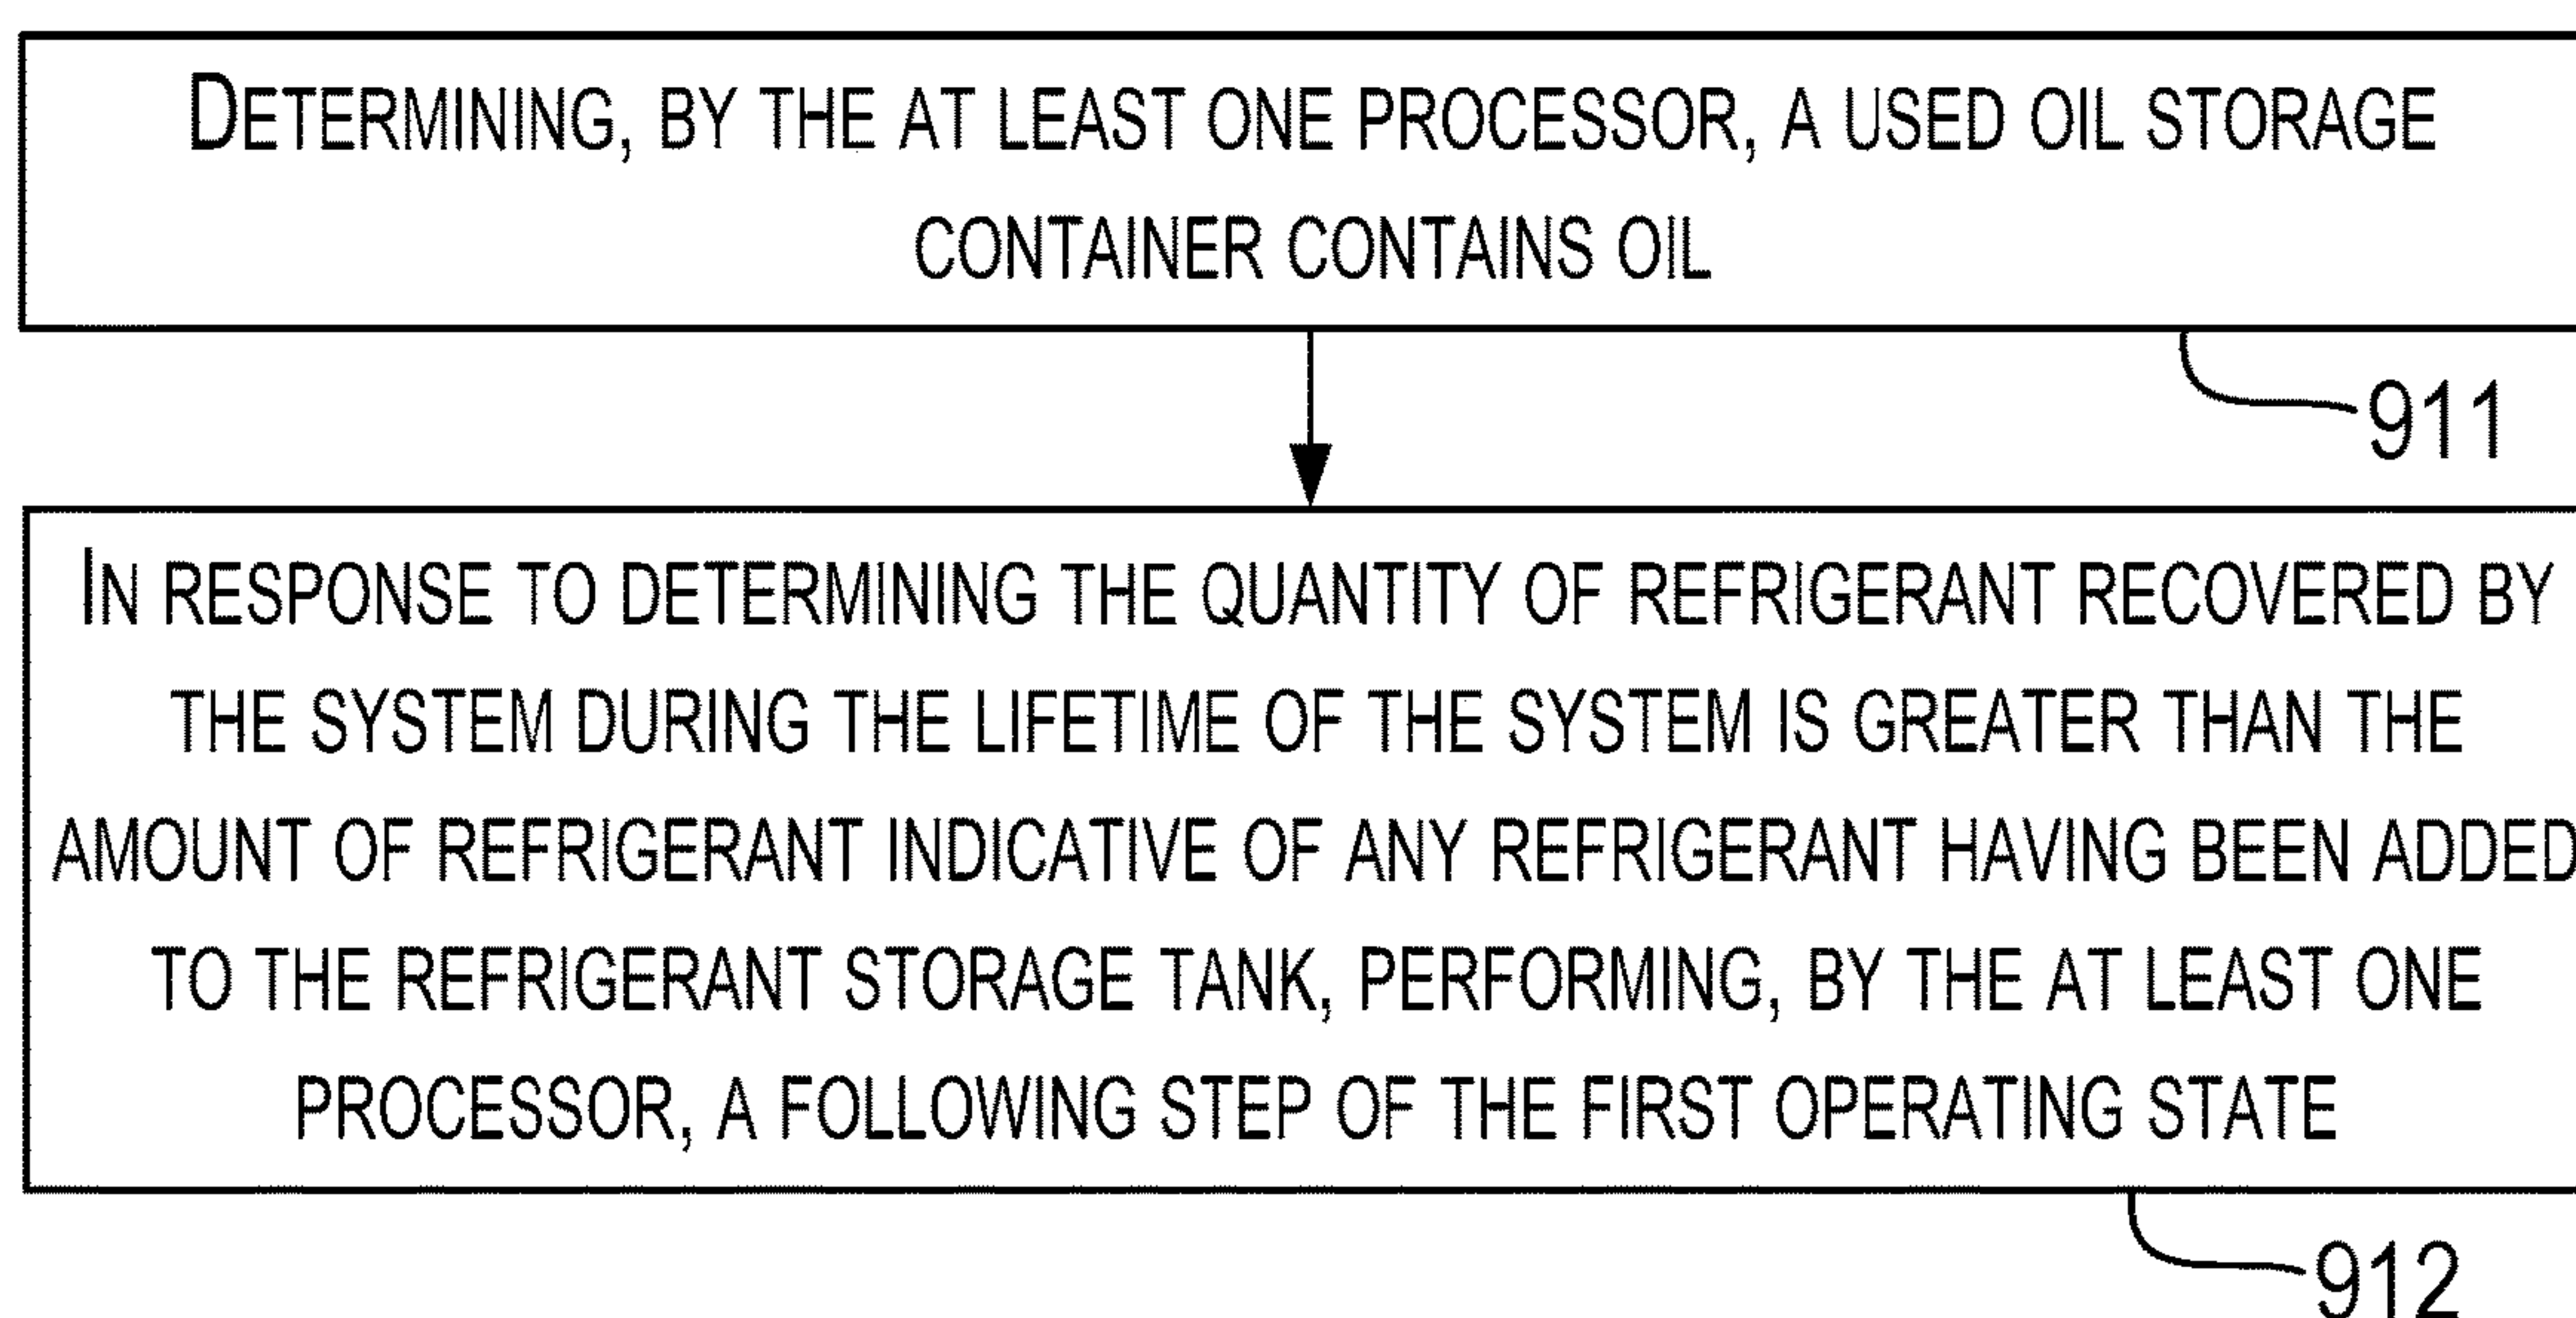 DETERMINING, BY THE AT LEAST ONE PROCESSOR, A USED OIL STORAGE
CONTAINER CONTAINS OIL
911
IN RESPONSE TO DETERMINING THE QUANTITY OF REFRIGERANT RECOVERED BY
THE SYSTEM DURING THE LIFETIME OF THE SYSTEM IS GREATER THAN THE
AMOUNT OF REFRIGERANT INDICATIVE OF ANY REFRIGERANT HAVING BEEN ADDED
TO THE REFRIGERANT STORAGE TANK, PERFORMING, BY THE AT LEAST ONE
PROCESSOR, A FOLLOWING STEP OF THE FIRST OPERATING STATE
912